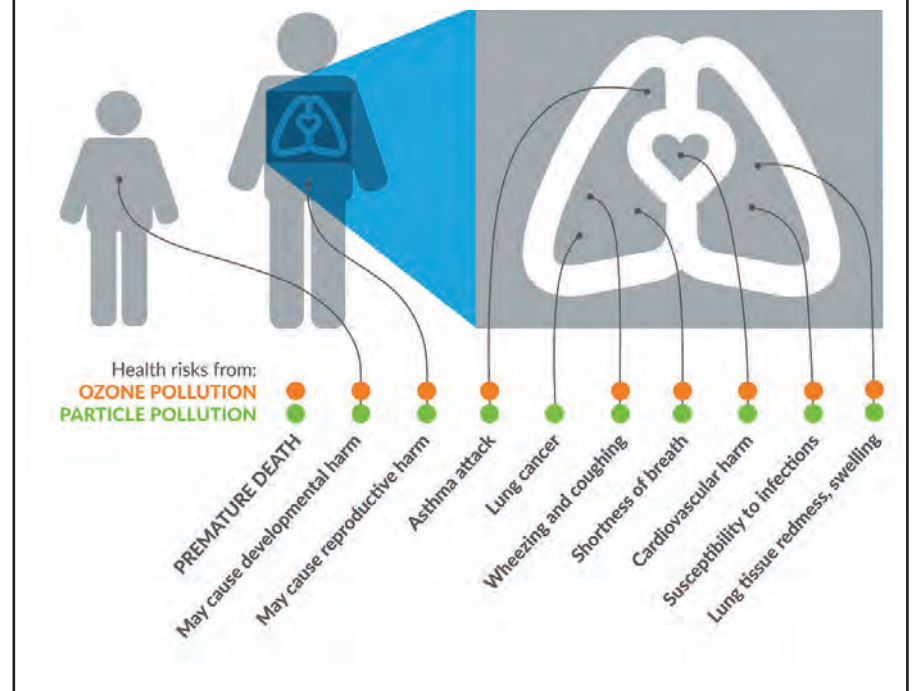 Health risks from:
OZONE POLLUTION
PARTICLE POLLUTION
PREMATURE DEATH
May cause developmental harm
May cause reproductive harm
Asthma attack
Lung cancer
Wheezing and coughing
Shortness of breath
Cardiovascular harm
Susceptibility to infections
Lung tissue redness, swelling